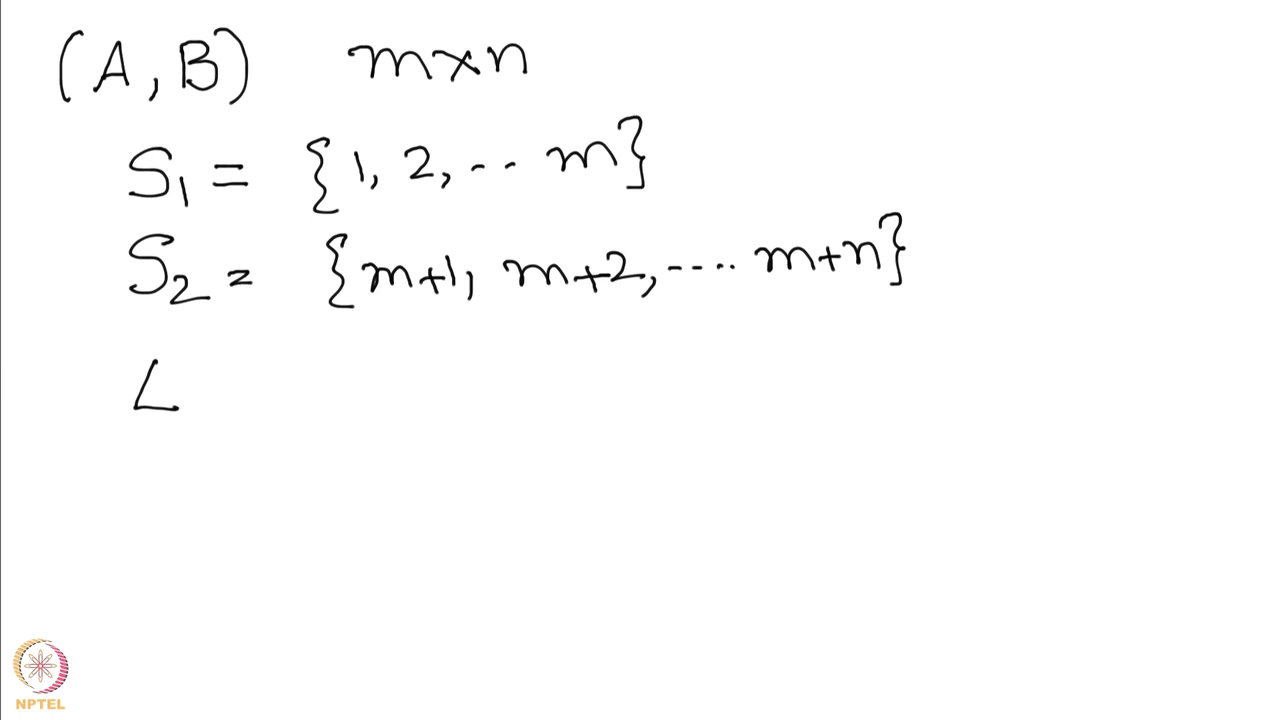 (A, B) m×n
S₁ = {1, 2, -- m}
S₂ = {m+1, m+2, ---.. m+n}
L
NPTEL